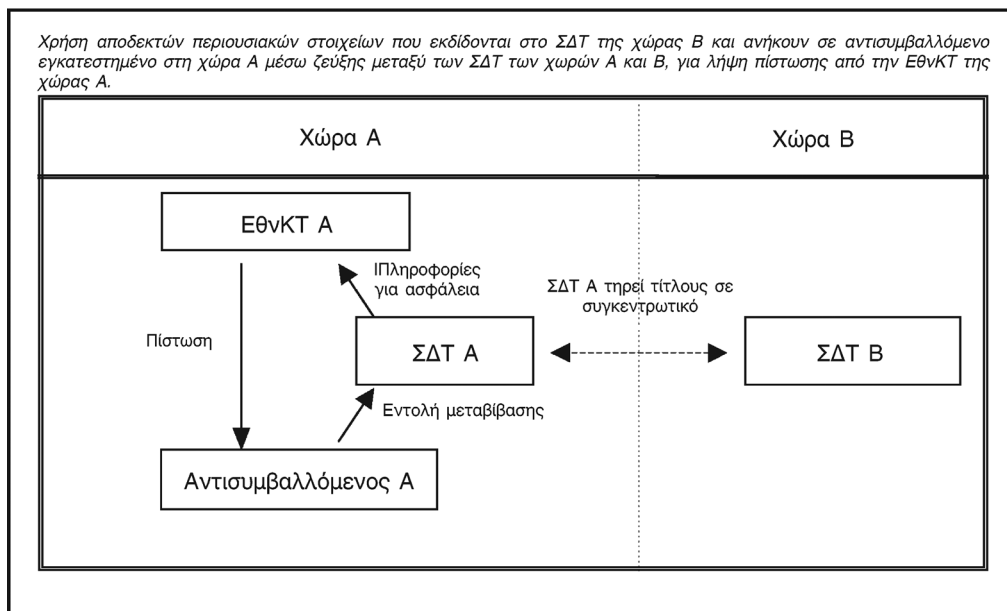 Χρήση αποδεκτών περιουσιακών στοιχείων που εκδίδονται στο ΣΔΤ της χώρας Β και ανήκουν σε αντισυμβαλλόμενο
εγκατεστημένο στη χώρα Α μέσω ζεύξης μεταξύ των ΣΔΤ των χωρών Α και Β, για λήψη πίστωσης από την ΕθνΚΤ της
χώρας Α.
Χώρα Α
Χώρα Β
ΕθνΚΤ Α
ΙΠληροφορίες
για ασφάλεια
ΣΔΤ Α τηρεί τίτλους σε
συγκεντρωτικό
Πίστωση
ΣΔΤ Α
ΣΔΤ Β
Εντολή μεταβίβασης
Αντισυμβαλλόμενος Α